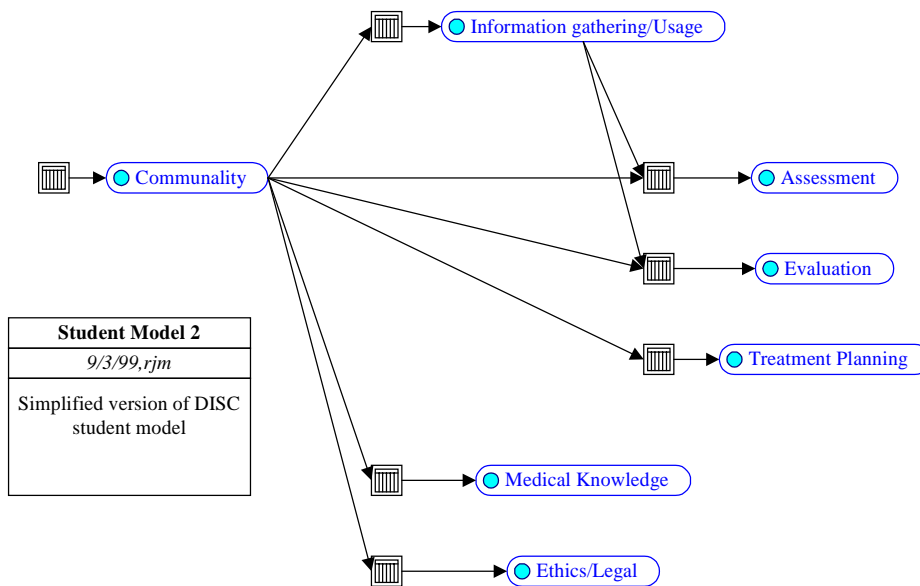 Information gathering/Usage
Communality
Assessment
Evaluation
Student Model 2
9/3/99,rjm
Simplified version of DISC
student model
Treatment Planning
Medical Knowledge
Ethics/Legal